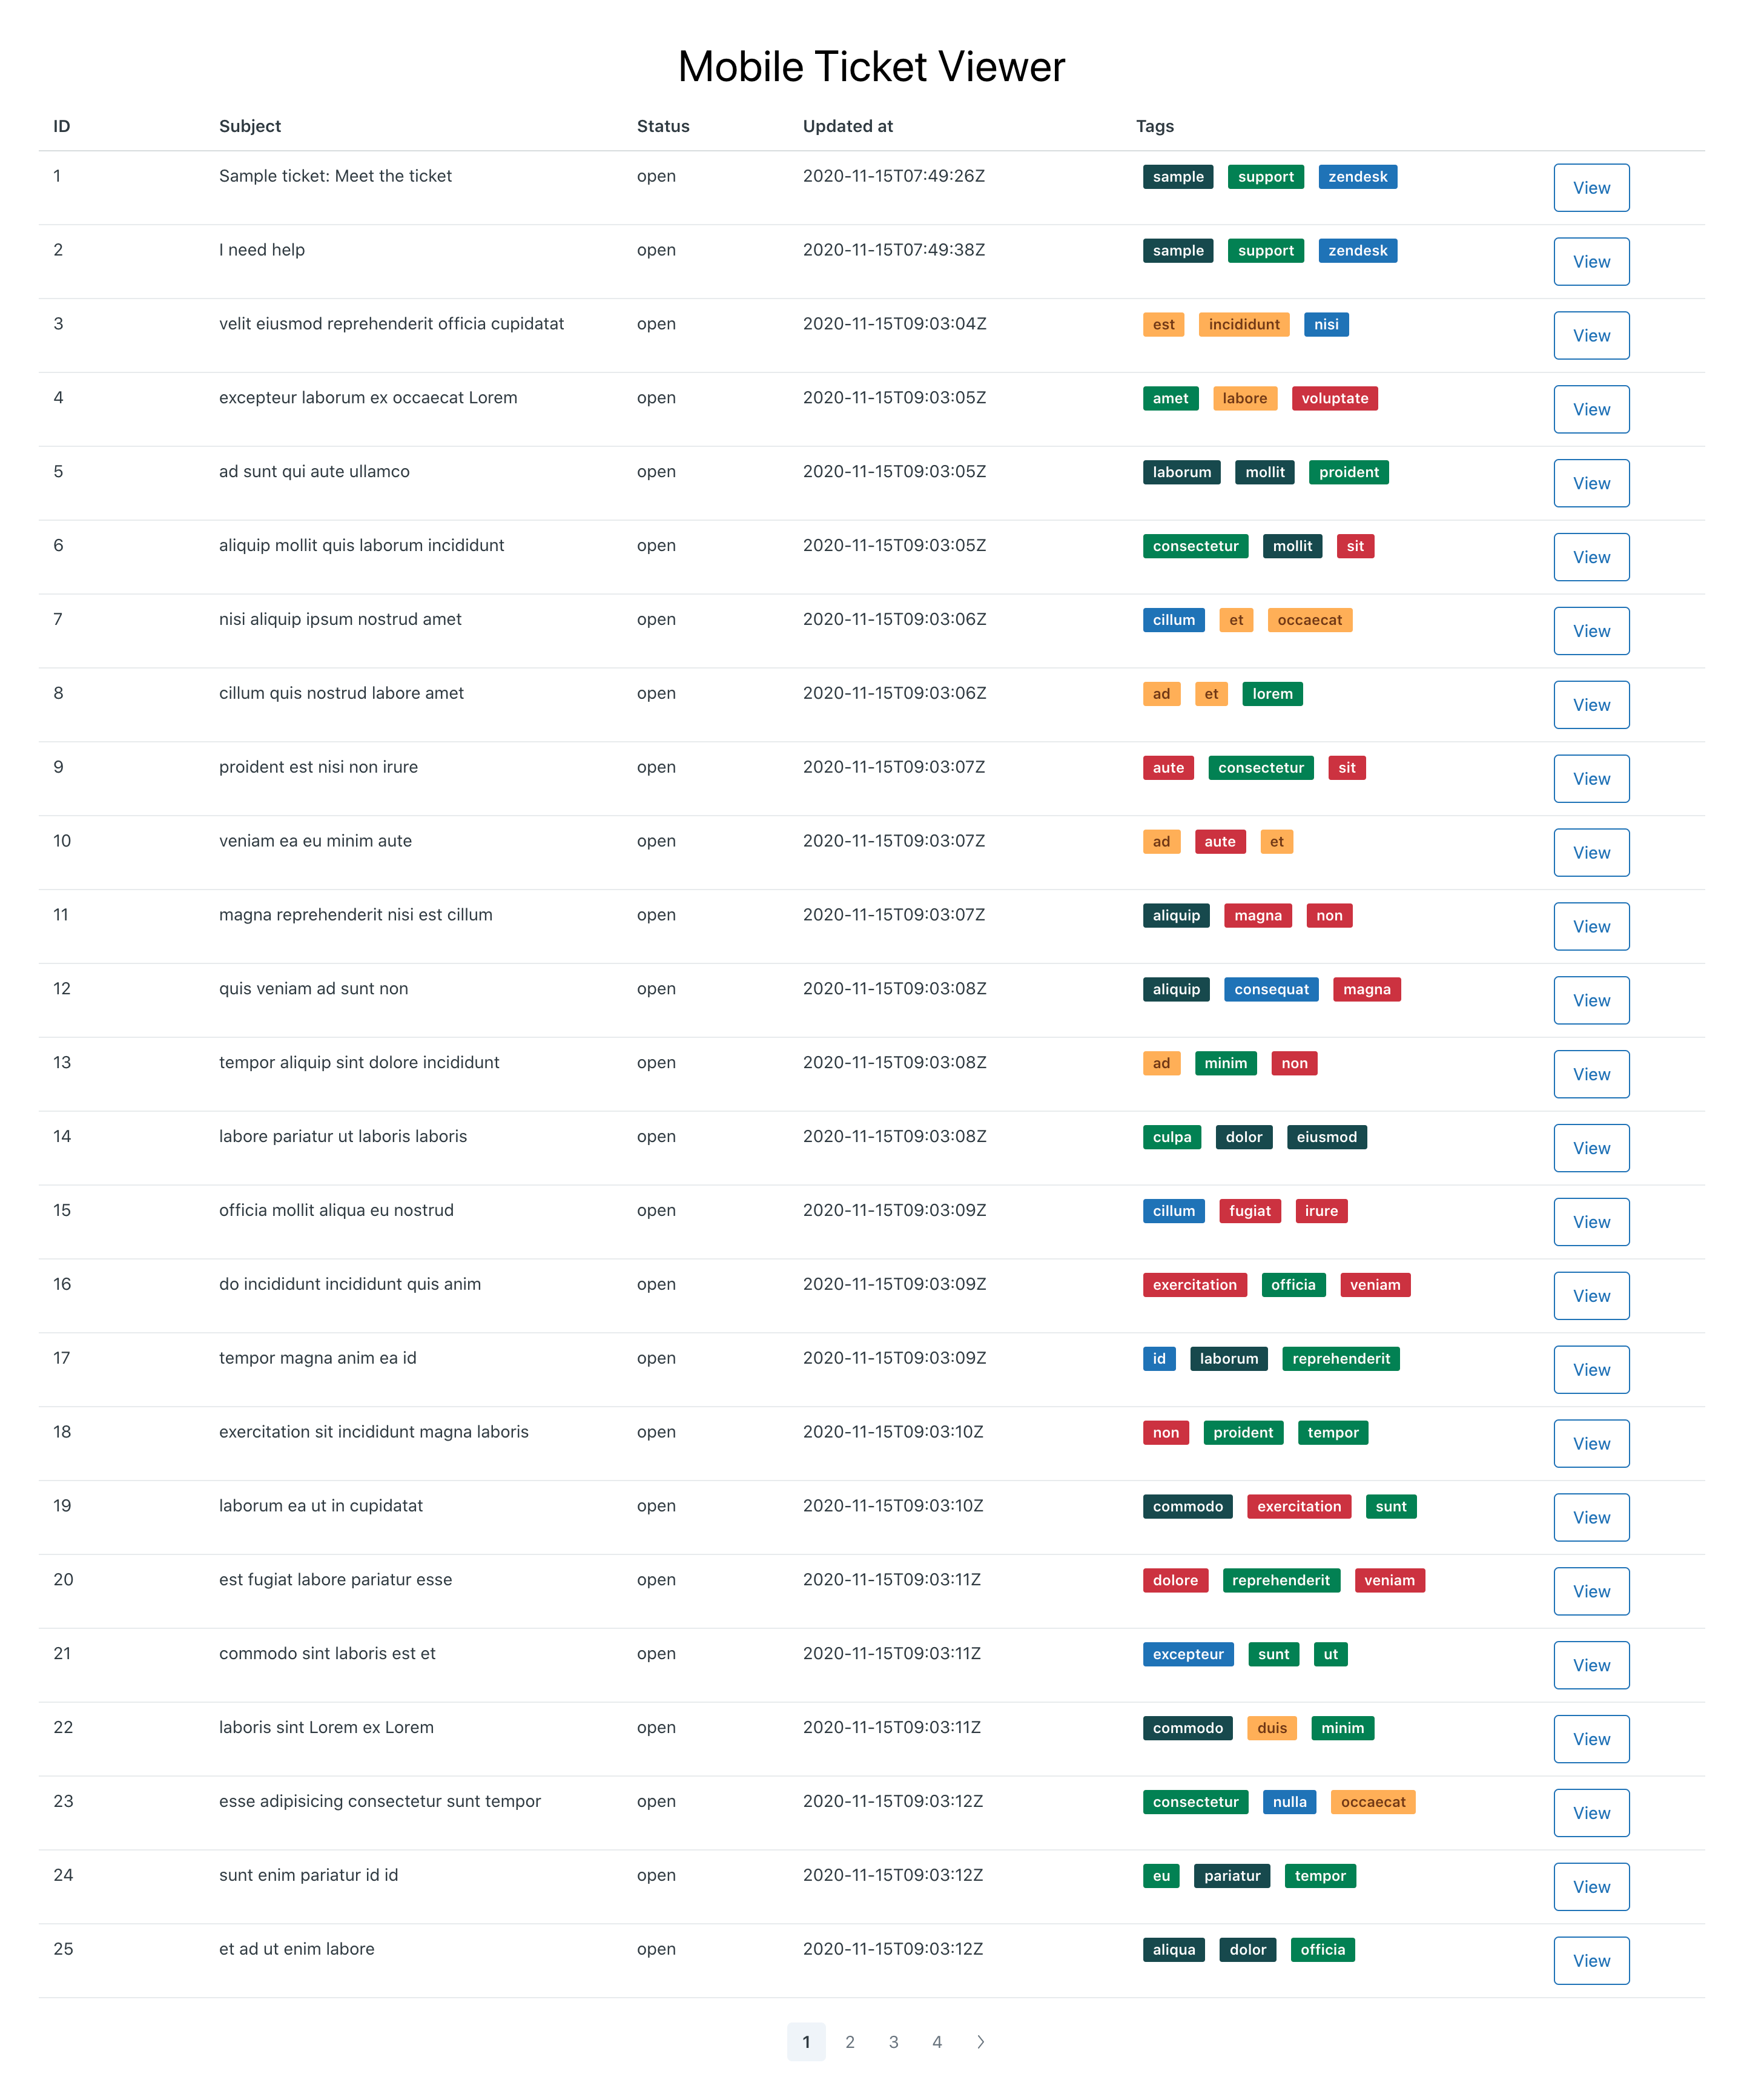 Mobile Ticket Viewer
ID Subject Status Updated at Tags
1 Sample ticket: Meet the ticket open 2020-11-15T07:49:26Z sample support zendesk View
2 I need help open 2020-11-15T07:49:38Z sample support zendesk View
3 velit eiusmod reprehenderit officia cupidatat open 2020-11-15T09:03:04Z est incididunt nisi View
4 excepteur laborum ex occaecat Lorem open 2020-11-15T09:03:05Z amet labore voluptate View
5 ad sunt qui aute ullamco open 2020-11-15T09:03:05Z laborum mollit proident View
6 aliquip mollit quis laborum incididunt open 2020-11-15T09:03:05Z consectetur mollit sit View
7 nisi aliquip ipsum nostrud amet open 2020-11-15T09:03:06Z cillum et occaecat View
8 cillum quis nostrud labore amet open 2020-11-15T09:03:06Z ad et lorem View
9 proident est nisi non irure open 2020-11-15T09:03:07Z aute consectetur sit View
10 veniam ea eu minim aute open 2020-11-15T09:03:07Z ad aute et View
11 magna reprehenderit nisi est cillum open 2020-11-15T09:03:07Z aliquip magna non View
12 quis veniam ad sunt non open 2020-11-15T09:03:08Z aliquip consequat magna View
13 tempor aliquip sint dolore incididunt open 2020-11-15T09:03:08Z ad minim non View
14 labore pariatur ut laboris laboris open 2020-11-15T09:03:08Z culpa dolor eiusmod View
15 officia mollit aliqua eu nostrud open 2020-11-15T09:03:09Z cillum fugiat irure View
16 do incididunt incididunt quis anim open 2020-11-15T09:03:09Z exercitation officia veniam View
17 tempor magna anim ea id open 2020-11-15T09:03:09Z id laborum reprehenderit View
18 exercitation sit incididunt magna laboris open 2020-11-15T09:03:10Z non proident tempor View
19 laborum ea ut in cupidatat open 2020-11-15T09:03:10Z commodo exercitation sunt View
20 est fugiat labore pariatur esse open 2020-11-15T09:03:11Z dolore reprehenderit veniam View
21 commodo sint laboris est et open 2020-11-15T09:03:11Z excepteur sunt ut View
22 laboris sint Lorem ex Lorem open 2020-11-15T09:03:11Z commodo duis minim View
23 esse adipisicing consectetur sunt tempor open 2020-11-15T09:03:12Z consectetur nulla occaecat View
24 sunt enim pariatur id id open 2020-11-15T09:03:12Z eu pariatur tempor View
25 et ad ut enim labore open 2020-11-15T09:03:12Z aliqua dolor officia View
1 2 3 4